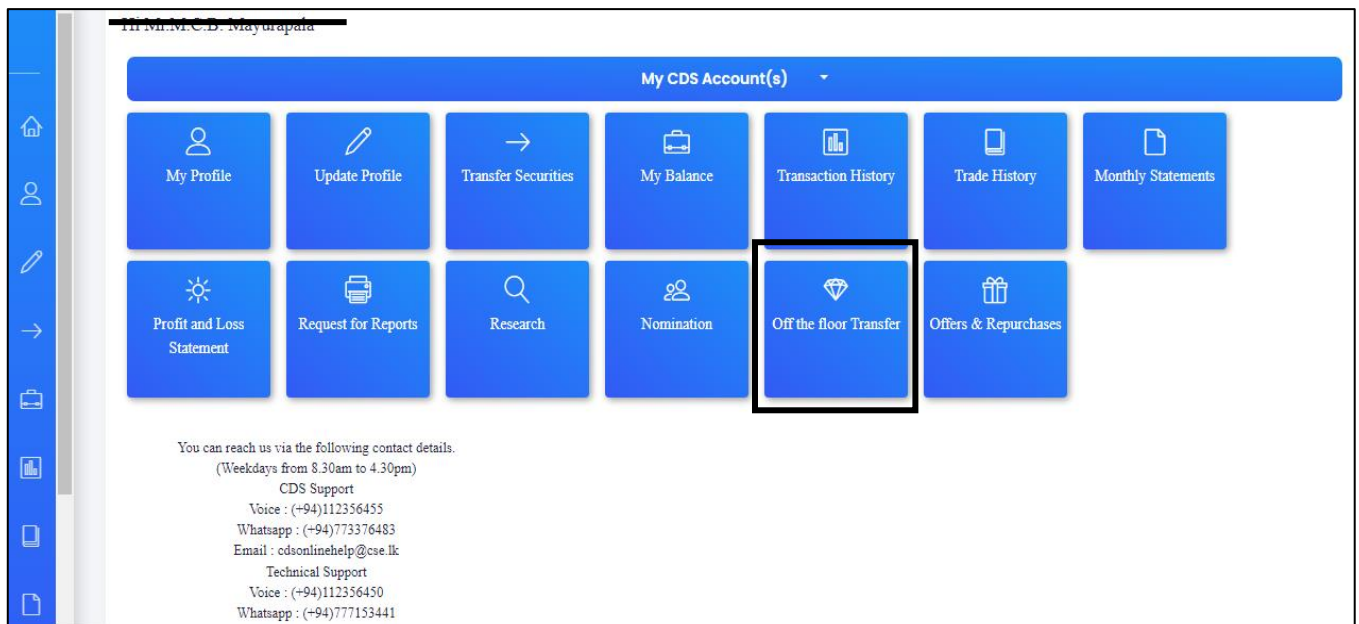 Hi Mr.M.C.B. Mayurapala
My CDS Account(s)
My Profile
Update Profile
Transfer Securities
My Balance
Transaction History
Trade History
Monthly Statements
Profit and Loss
Statement
Request for Reports
Research
Nomination
Off the floor Transfer
Offers & Repurchases
You can reach us via the following contact details.
(Weekdays from 8.30am to 4.30pm)
CDS Support
Voice : (+94)112356455
Whatsapp : (+94)773376483
Email : cdsonlinehelp@cse.lk
Technical Support
Voice : (+94)112356450
Whatsapp : (+94)777153441